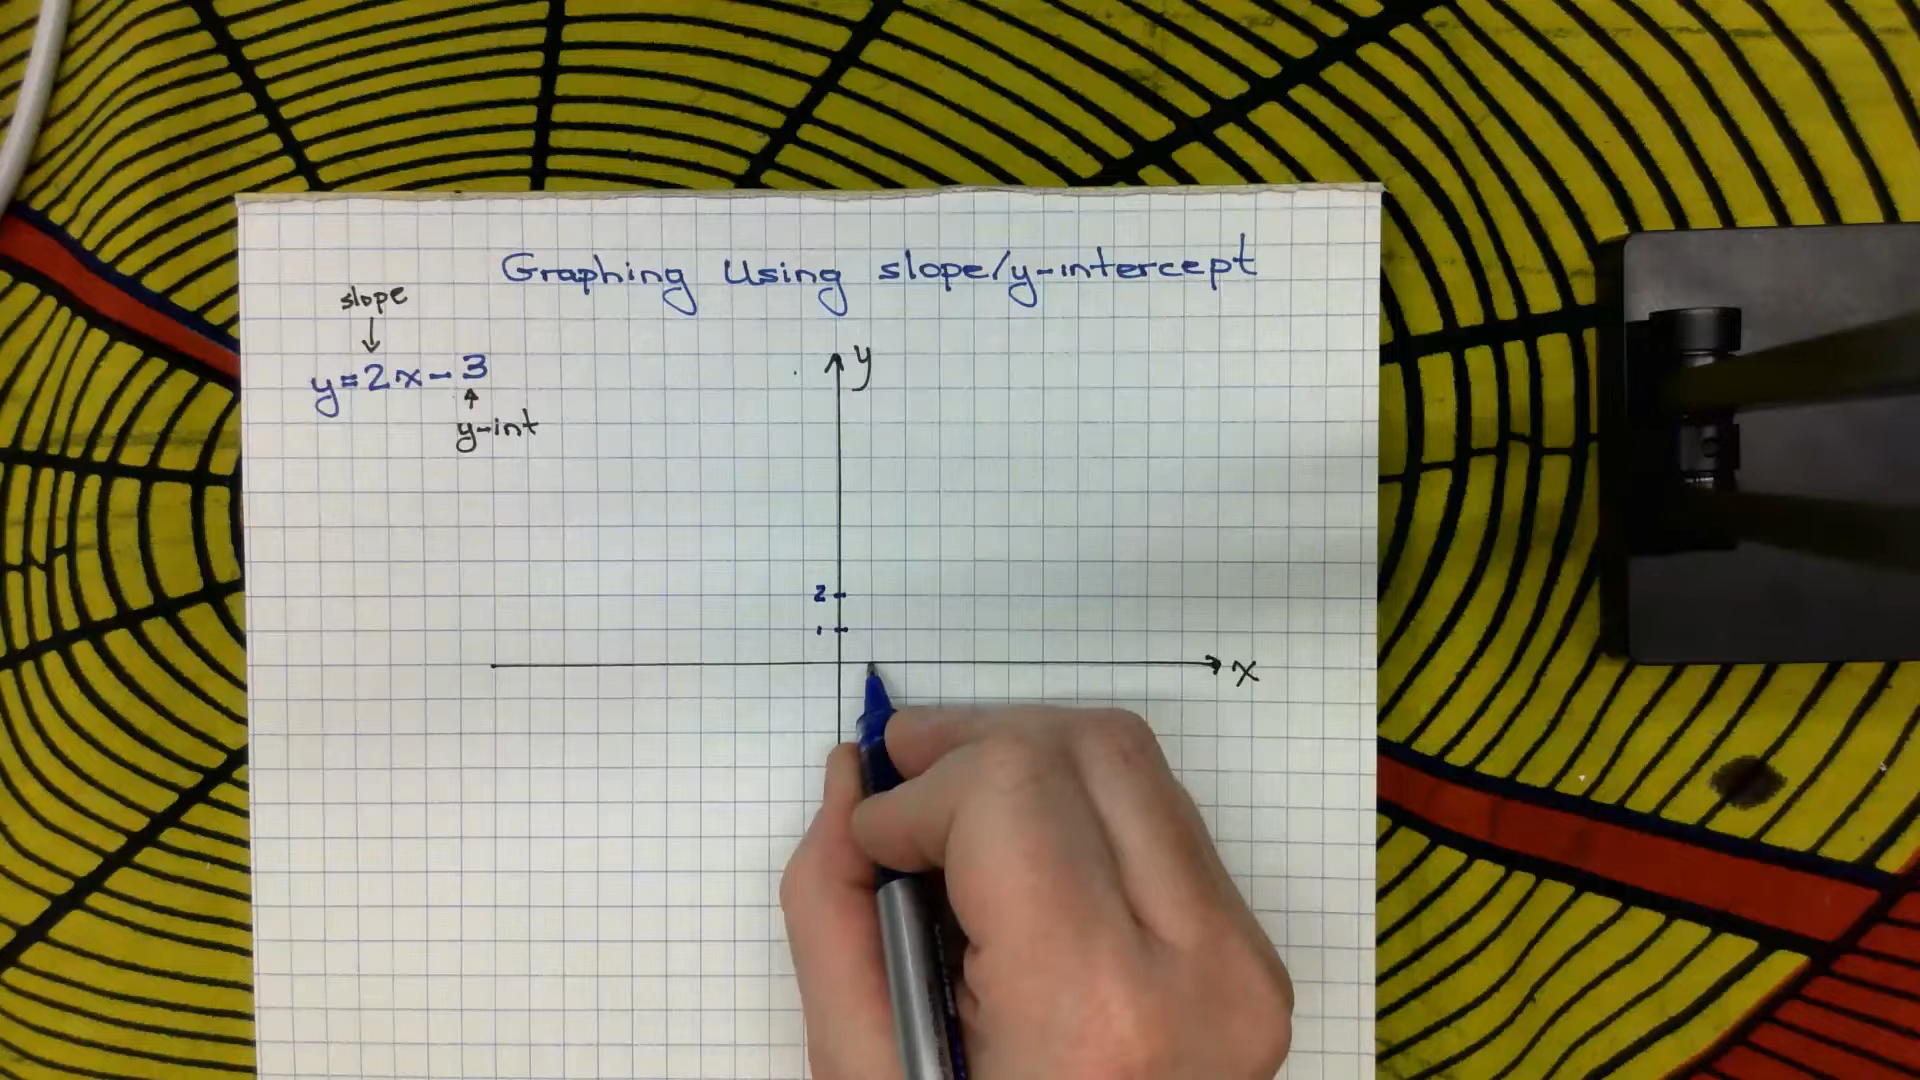 Graphing Using slope/y-intercept
slope
y=2x-3
y-int
y
2
1
x